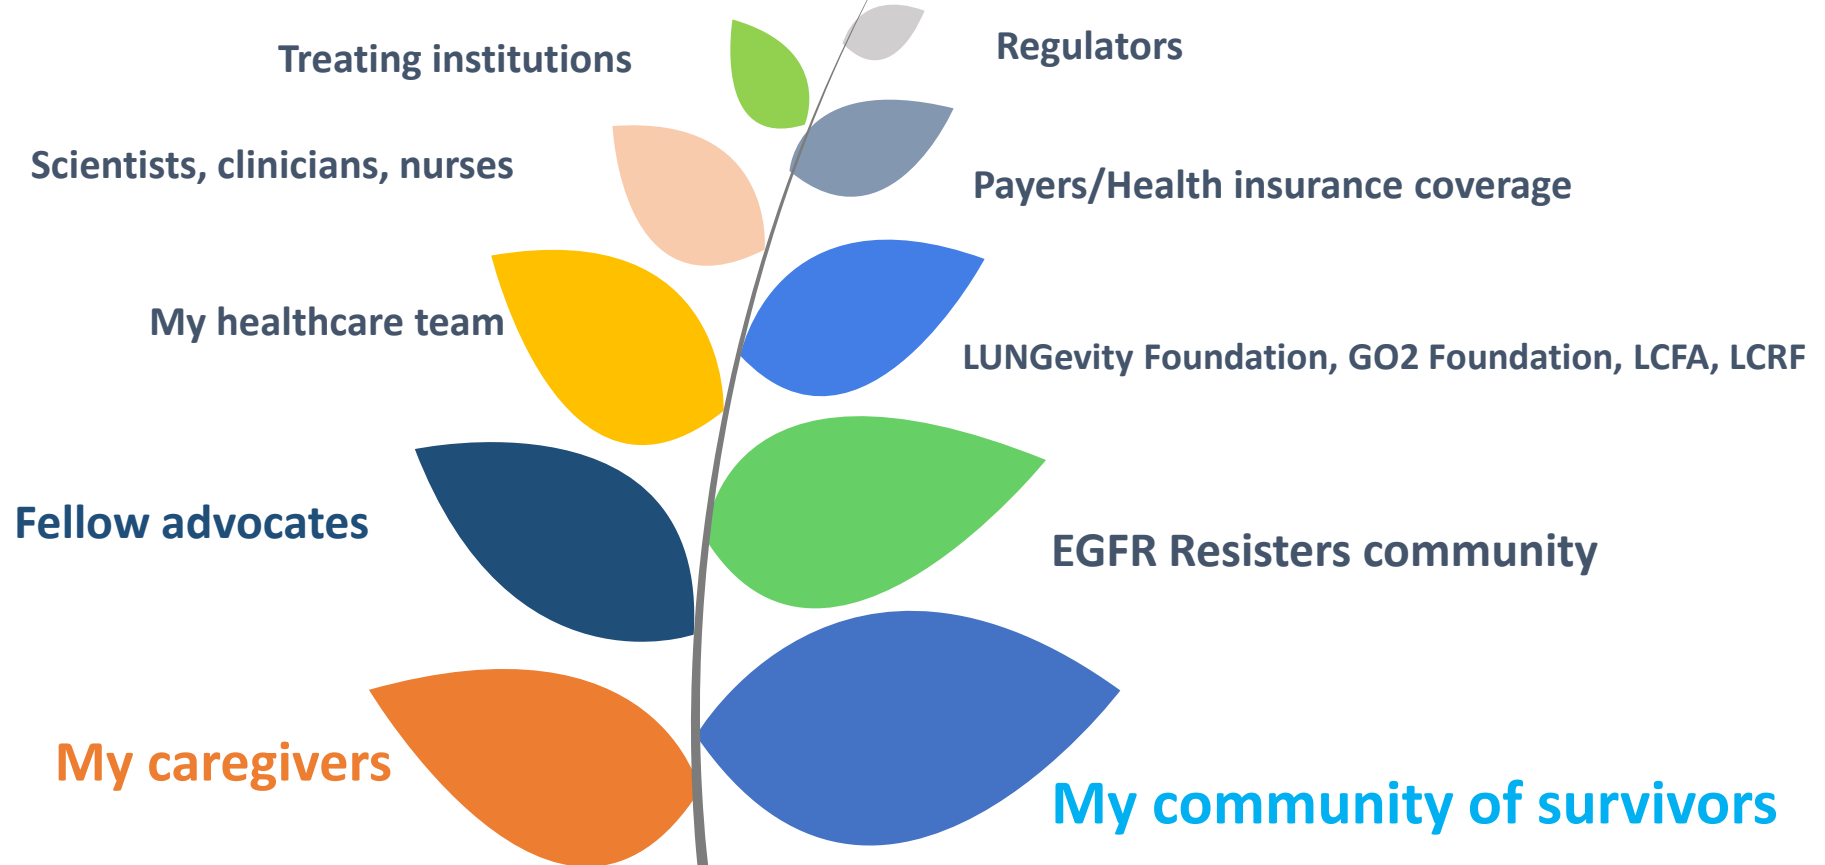 Treating institutions
Regulators
Scientists, clinicians, nurses
Payers/Health insurance coverage
My healthcare team
LUNGevity Foundation, GO2 Foundation, LCFA, LCRF
Fellow advocates
EGFR Resisters community
My caregivers
My community of survivors